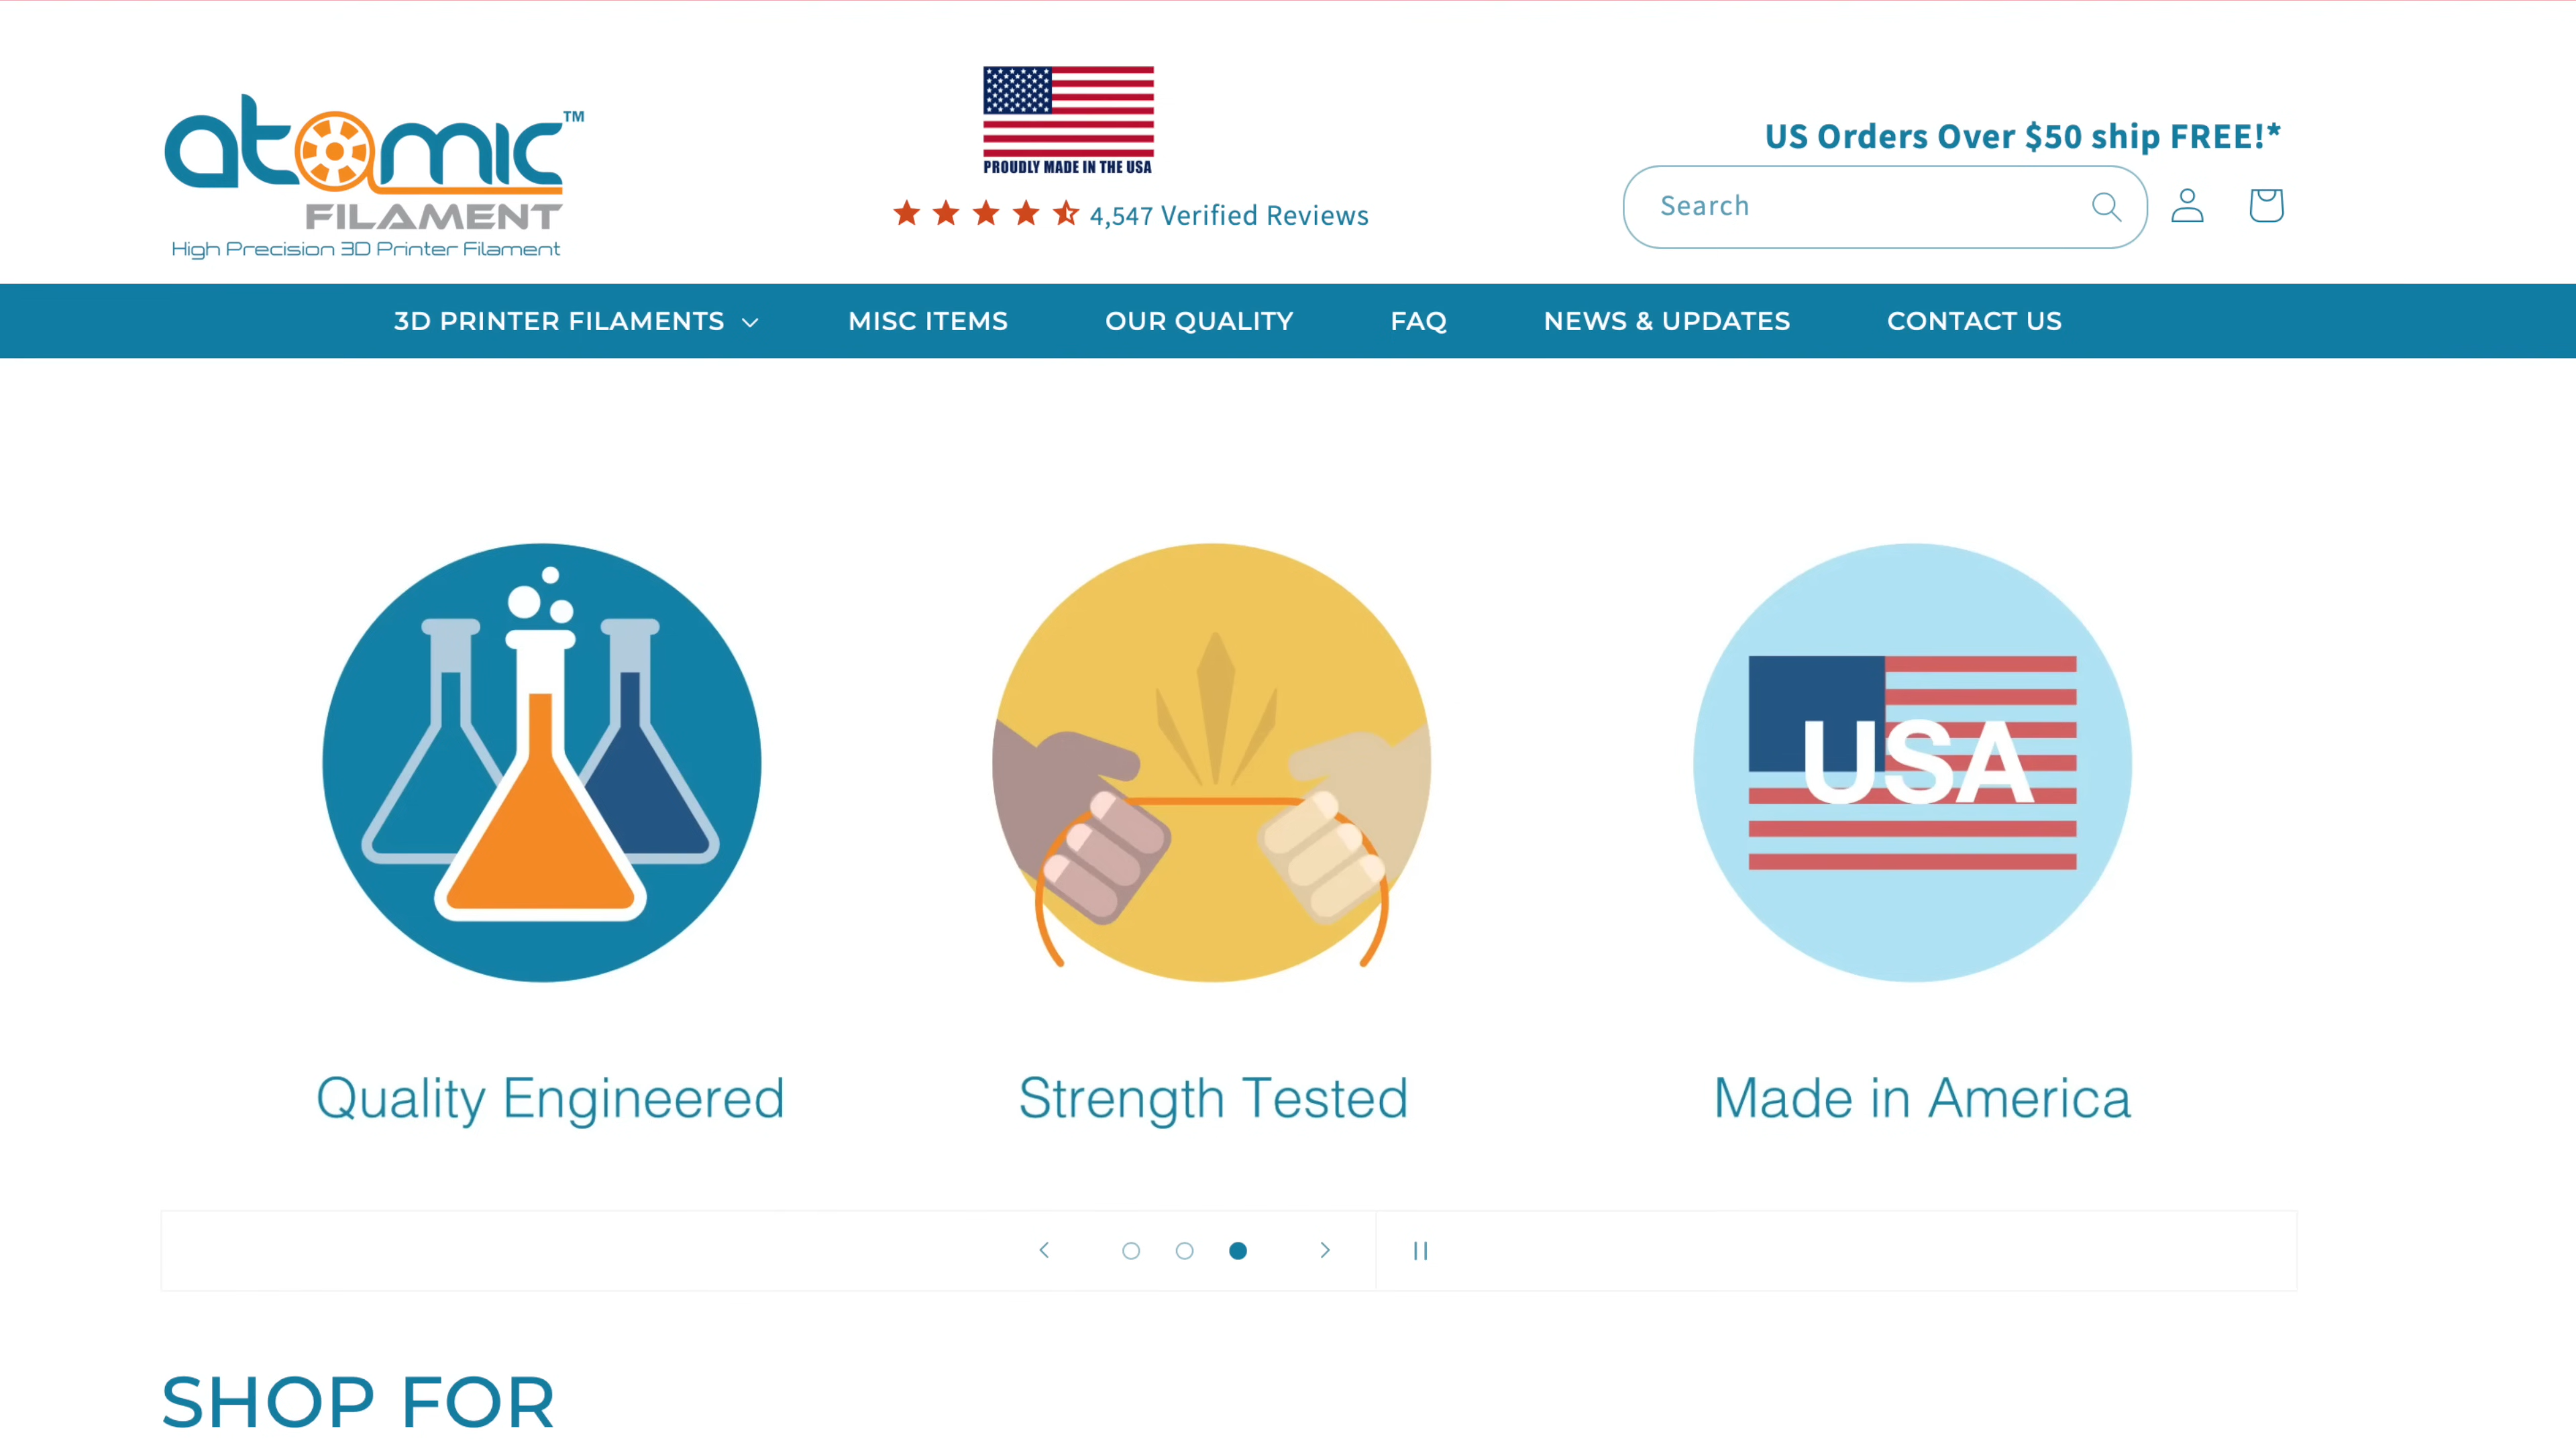 atomic™
FILAMENT
High Precision 3D Printer Filament
PROUDLY MADE IN THE USA
4,547 Verified Reviews
US Orders Over $50 ship FREE!*
Search
3D PRINTER FILAMENTS
MISC ITEMS
OUR QUALITY
FAQ
NEWS & UPDATES
CONTACT US
USA
Quality Engineered
Strength Tested
Made in America
SHOP FOR